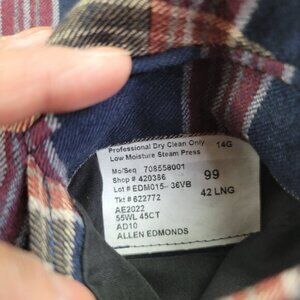 Professional Dry Clean Only 14G
Low Moisture Steam Press
Mo/Seq 708558001
Shop # 420386 99
Lot # EDM015-- 36VB
Tkt # 622772 42 LNG
AE2022
55WL 45CT
AD10
ALLEN EDMONDS